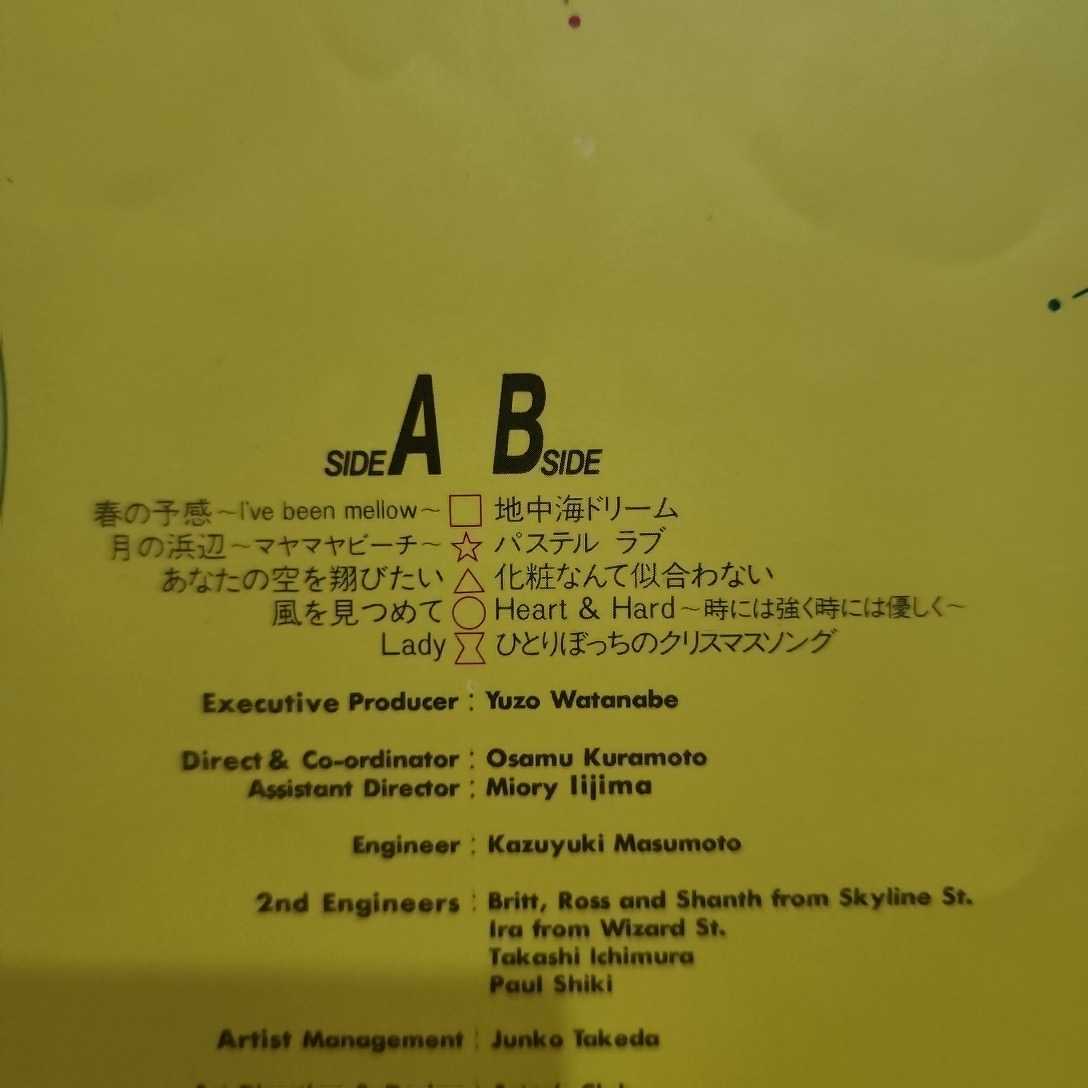 SIDE A B SIDE
春の予感〜I've been mellow〜 □ 地中海ドリーム
月の浜辺〜マヤマヤビーチ〜 ☆ パステル ラブ
あなたの空を翔びたい △ 化粧なんて似合わない
風を見つめて ○ Heart & Hard〜時には強く時には優しく〜
Lady ひとりぼっちのクリスマスソング
Executive Producer : Yuzo Watanabe
Direct & Co-ordinator : Osamu Kuramoto
Assistant Director : Miory Iijima
Engineer : Kazuyuki Masumoto
2nd Engineers : Britt, Ross and Shanth from Skyline St.
Ira from Wizard St.
Takashi Ichimura
Paul Shiki
Artist Management : Junko Takeda